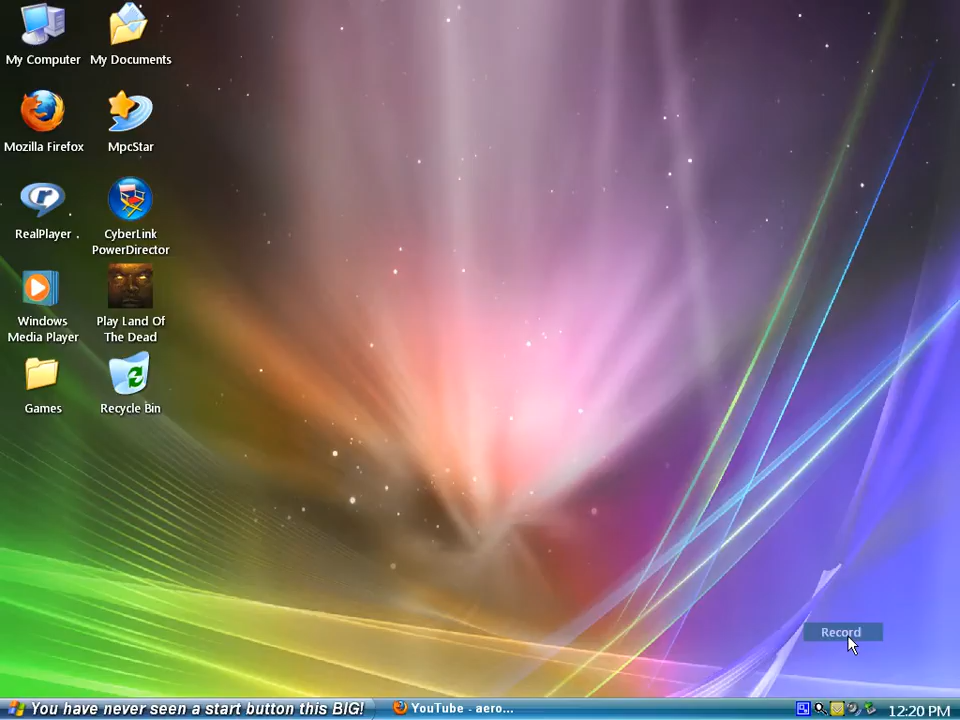 My Computer
My Documents
Mozilla Firefox
MpcStar
RealPlayer .
CyberLink
PowerDirector
Windows
Media Player
Play Land Of
The Dead
Games
Recycle Bin
Record
You have never seen a start button this BIG!
YouTube - aero...
12:20 PM